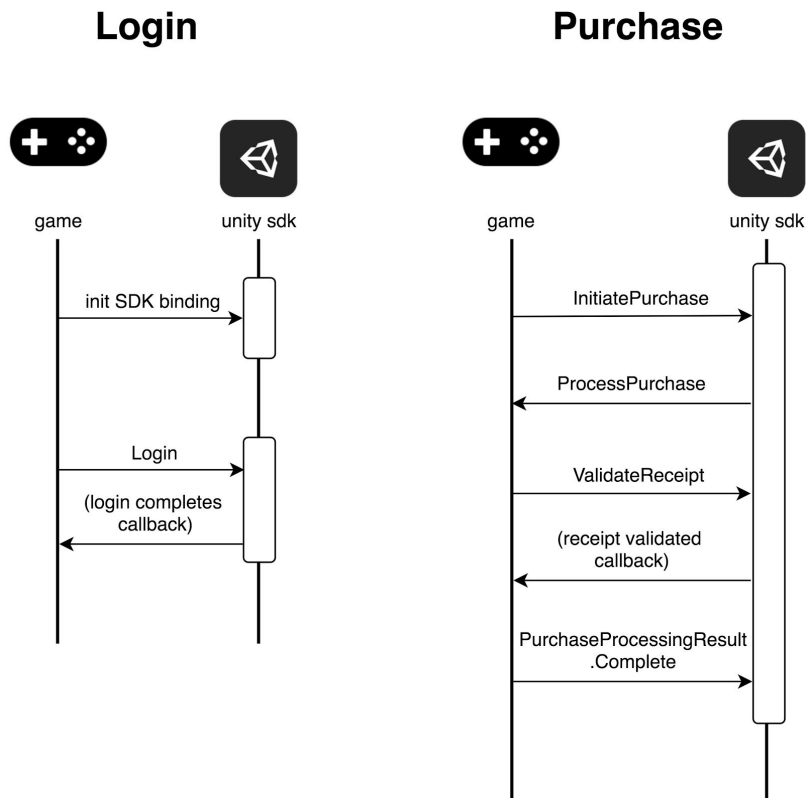 Login
game
unity sdk
init SDK binding
Login
(login completes
callback)
Purchase
game
unity sdk
InitiatePurchase
ProcessPurchase
ValidateReceipt
(receipt validated
callback)
PurchaseProcessingResult
.Complete